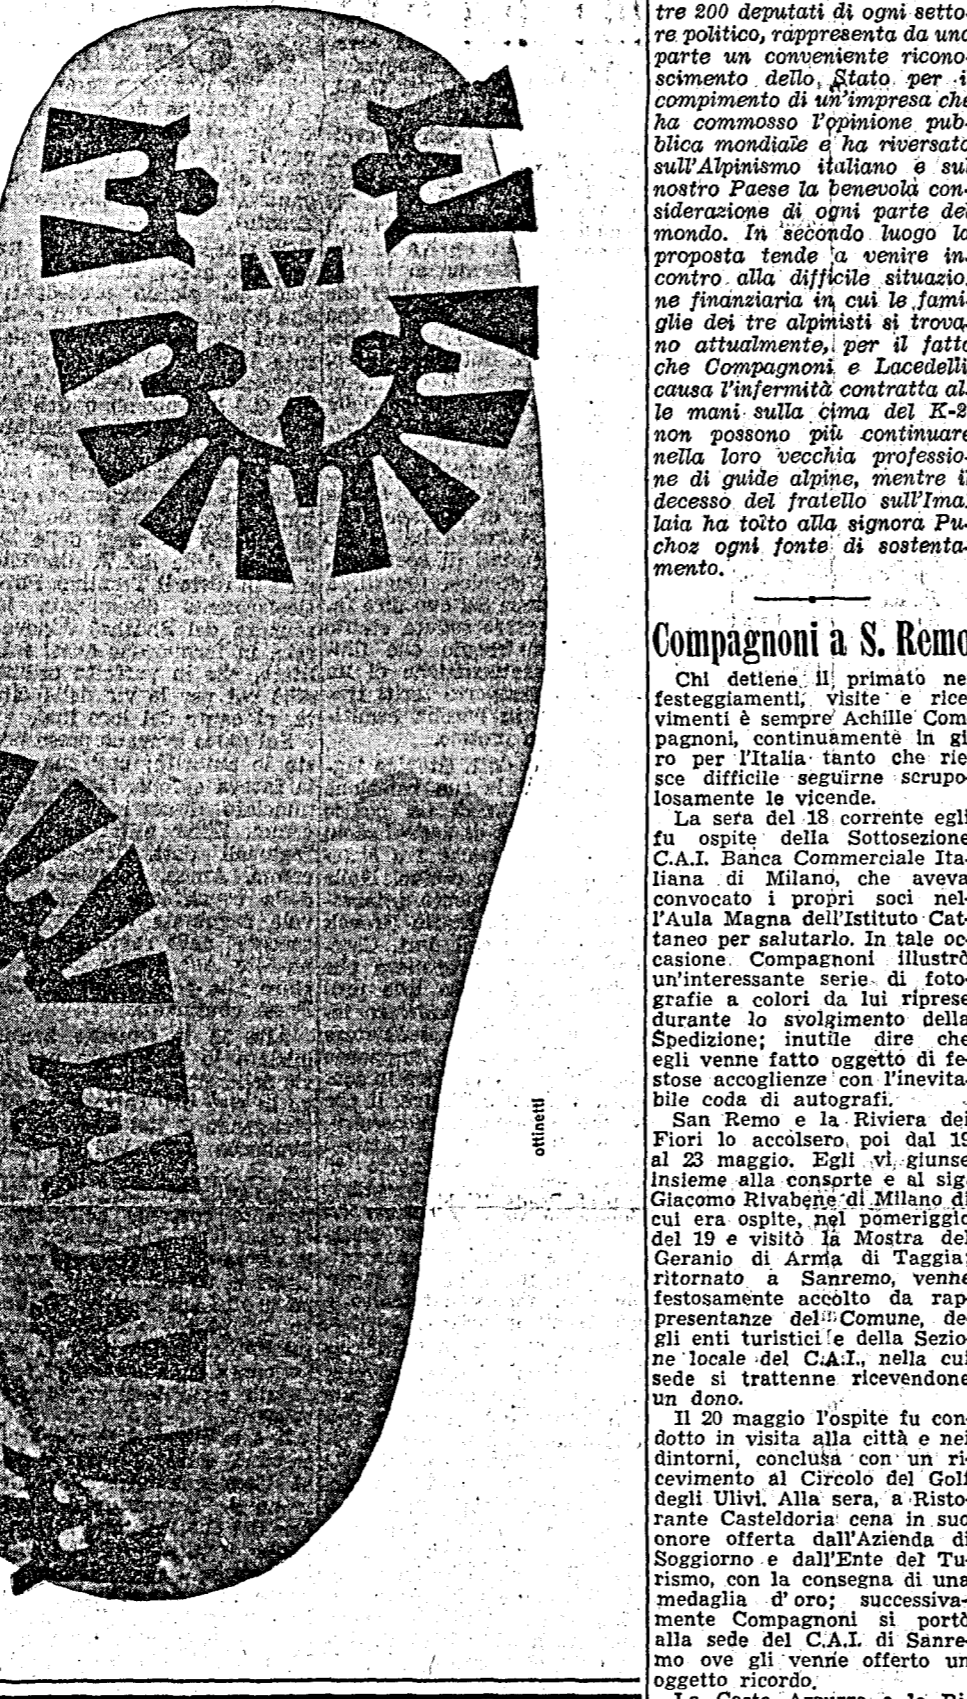 tre 200 deputati di ogni setto-
re politico, rappresenta da una
parte un conveniente ricono-
scimento dello Stato per i
compimento di un'impresa che
ha commosso l'opinione pub-
blica mondiale e ha riversato
sull'Alpinismo italiano e sul
nostro Paese la benevola con-
siderazione di ogni parte del
mondo. In secondo luogo la
proposta tende a venire in-
contro alla difficile situazio-
ne finanziaria in cui le fami-
glie dei tre alpinisti si trova-
no attualmente, per il fatto
che Compagnoni e Lacedelli
causa l'infermità contratta al-
le mani sulla cima del K-2
non possono più continuare
nella loro vecchia professio-
ne di guide alpine, mentre il
decesso del fratello sull'Ima-
laia ha tolto alla signora Pu-
choz ogni fonte di sostenta-
mento.
Compagnoni a S. Remo
Chi detiene il primato nei
festeggiamenti, visite e rice
vimenti è sempre Achille Com
pagnoni, continuamente in gi
ro per l'Italia tanto che rie
sce difficile seguirne scrupo-
losamente le vicende.
La sera del 18 corrente egli
fu ospite della Sottosezione
C.A.I. Banca Commerciale Ita-
liana di Milano, che aveva
convocato i propri soci nel-
l'Aula Magna dell'Istituto Cat-
taneo per salutarlo. In tale oc-
casione Compagnoni illustrò
un'interessante serie di foto-
grafie a colori da lui riprese
durante lo svolgimento della
Spedizione; inutile dire che
egli venne fatto oggetto di fe-
stose accoglienze con l'inevita-
bile coda di autografi.
San Remo e la Riviera dei
Fiori lo accolsero poi dal 19
al 23 maggio. Egli vi giunse
insieme alla consorte e al sig.
Giacomo Rivabene di Milano di
cui era ospite, nel pomeriggio
del 19 e visitò la Mostra del
Geranio di Arma di Taggia;
ritornato a Sanremo, venne
festosamente accolto da rap-
presentanze del Comune, de-
gli enti turistici e della Sezio-
ne locale del C.A.I., nella cui
sede si trattenne ricevendone
un dono.
Il 20 maggio l'ospite fu con-
dotto in visita alla città e nei
dintorni, conclusa con un ri-
cevimento al Circolo del Golf
degli Ulivi. Alla sera, a Risto-
rante Casteldoria cena in suo
onore offerta dall'Azienda di
Soggiorno e dall'Ente del Tu-
rismo, con la consegna di una
medaglia d'oro; successiva-
mente Compagnoni si portò
alla sede del C.A.I. di Sanre-
mo ove gli venne offerto un
oggetto ricordo.
ottinetti